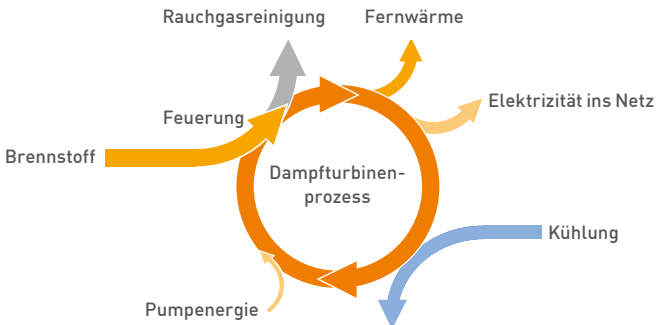 Rauchgasreinigung
Fernwärme
Elektrizität ins Netz
Feuerung
Brennstoff
Dampfturbinen-
prozess
Kühlung
Pumpenergie